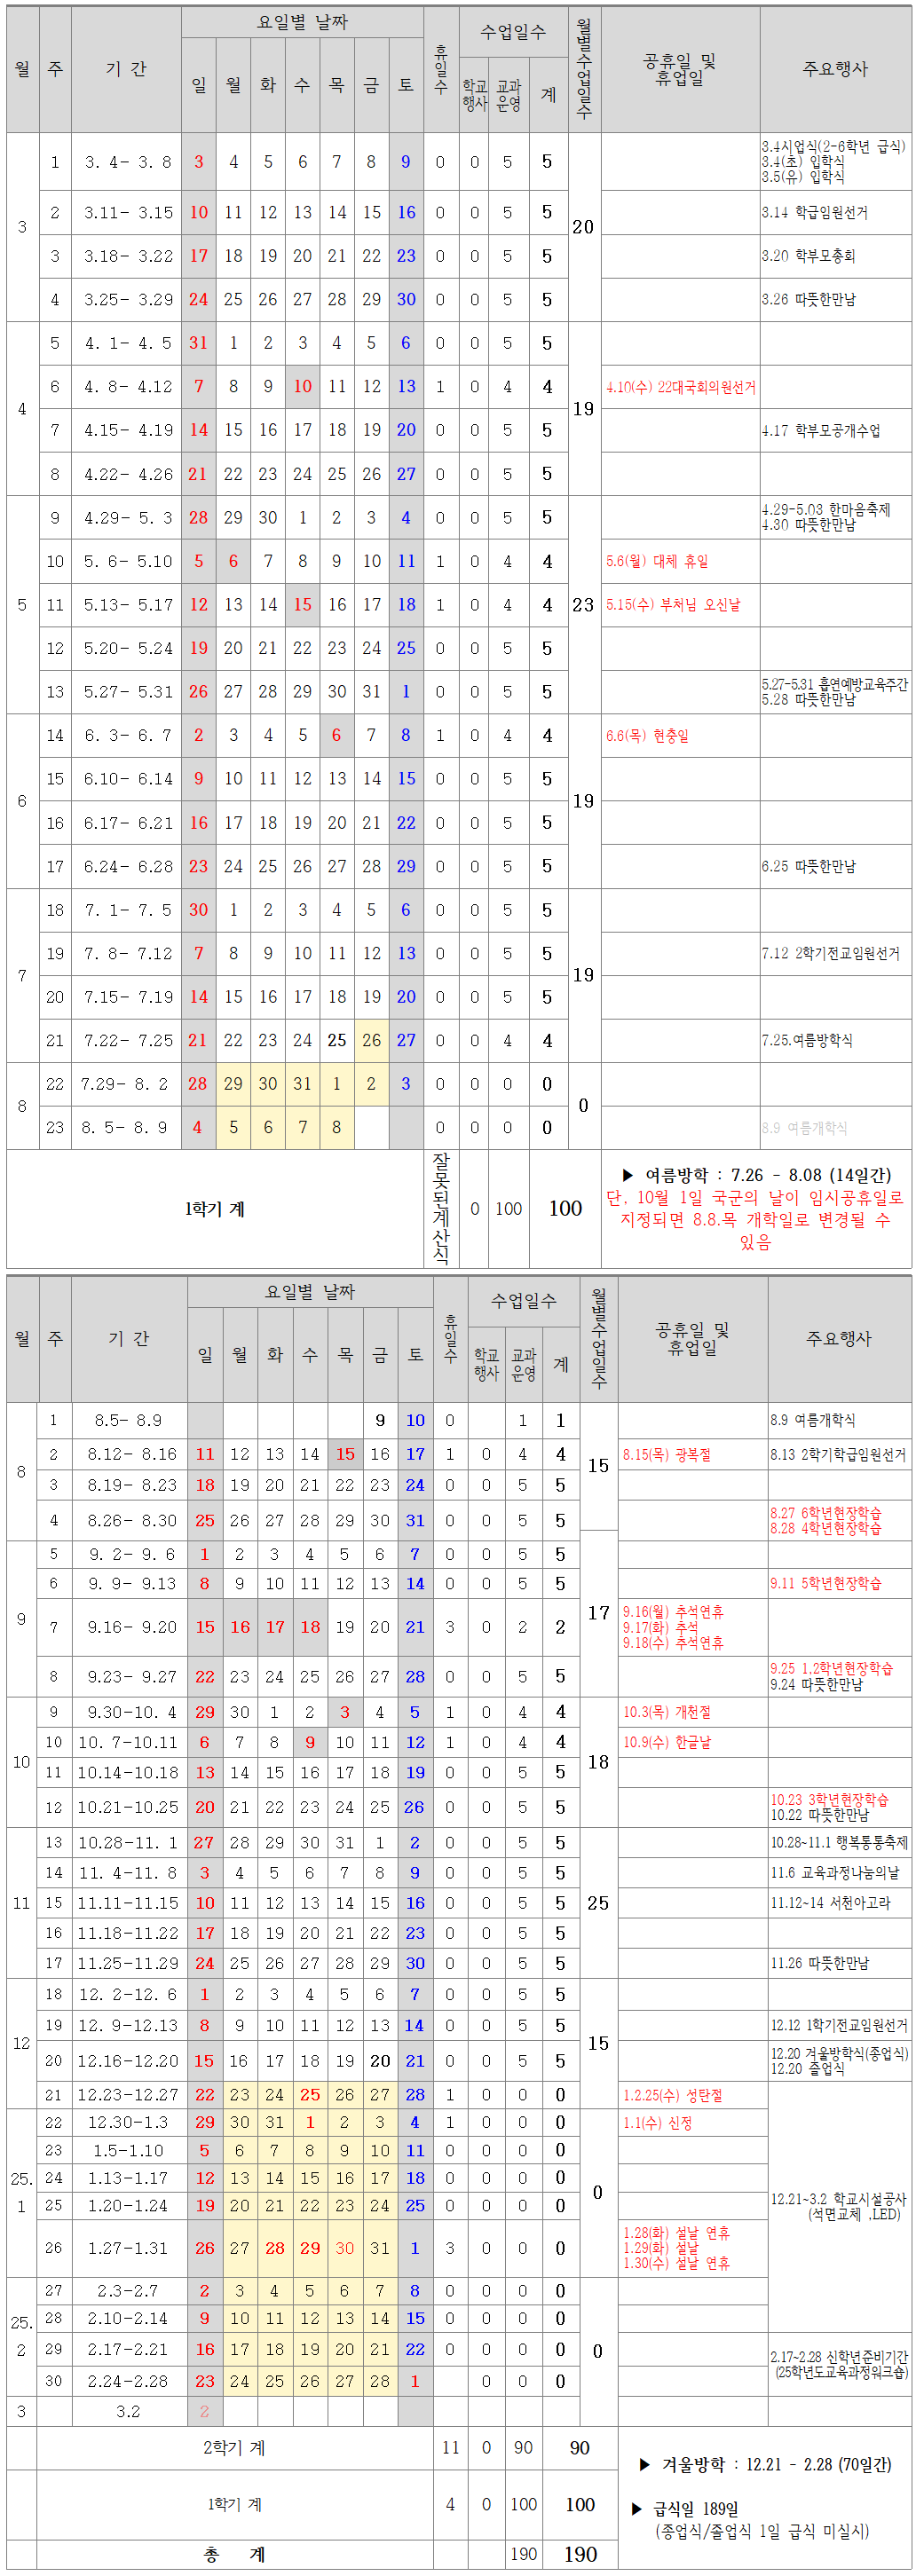 월 주 기 간 요일별 날짜 휴일수 수업일수 월별수업일수 공휴일 및 휴업일 주요행사
일 월 화 수 목 금 토 학교행사 교과운영 계
3 1 3. 4- 3. 8 3 4 5 6 7 8 9 0 0 5 5 20 3.4시업식(2-6학년 급식)
3.4(초) 입학식
3.5(유) 입학식
2 3.11- 3.15 10 11 12 13 14 15 16 0 0 5 5 3.14 학급임원선거
3 3.18- 3.22 17 18 19 20 21 22 23 0 0 5 5 3.20 학부모총회
4 3.25- 3.29 24 25 26 27 28 29 30 0 0 5 5 3.26 따뜻한만남
4 5 4. 1- 4. 5 31 1 2 3 4 5 6 0 0 5 5 19
6 4. 8- 4.12 7 8 9 10 11 12 13 1 0 4 4 4.10(수) 22대국회의원선거
7 4.15- 4.19 14 15 16 17 18 19 20 0 0 5 5 4.17 학부모공개수업
8 4.22- 4.26 21 22 23 24 25 26 27 0 0 5 5
5 9 4.29- 5. 3 28 29 30 1 2 3 4 0 0 5 5 23 4.29-5.03 한마음축제
4.30 따뜻한만남
10 5. 6- 5.10 5 6 7 8 9 10 11 1 0 4 4 5.6(월) 대체 휴일
11 5.13- 5.17 12 13 14 15 16 17 18 1 0 4 4 5.15(수) 부처님 오신날
12 5.20- 5.24 19 20 21 22 23 24 25 0 0 5 5
13 5.27- 5.31 26 27 28 29 30 31 1 0 0 5 5 5.27-5.31 흡연예방교육주간
5.28 따뜻한만남
6 14 6. 3- 6. 7 2 3 4 5 6 7 8 1 0 4 4 19 6.6(목) 현충일
15 6.10- 6.14 9 10 11 12 13 14 15 0 0 5 5
16 6.17- 6.21 16 17 18 19 20 21 22 0 0 5 5
17 6.24- 6.28 23 24 25 26 27 28 29 0 0 5 5 6.25 따뜻한만남
7 18 7. 1- 7. 5 30 1 2 3 4 5 6 0 0 5 5 19
19 7. 8- 7.12 7 8 9 10 11 12 13 0 0 5 5 7.12 2학기전교임원선거
20 7.15- 7.19 14 15 16 17 18 19 20 0 0 5 5
21 7.22- 7.25 21 22 23 24 25 26 27 0 0 4 4 7.25.여름방학식
8 22 7.29- 8. 2 28 29 30 31 1 2 3 0 0 0 0 0
23 8. 5- 8. 9 4 5 6 7 8 0 0 0 0 8.9 여름개학식
1학기 계 잘못된계산식 0 100 100 ▶ 여름방학 : 7.26 - 8.08 (14일간)
단, 10월 1일 국군의 날이 임시공휴일로
지정되면 8.8.목 개학일로 변경될 수
있음
월 주 기 간 요일별 날짜 휴일수 수업일수 월별수업일수 공휴일 및 휴업일 주요행사
일 월 화 수 목 금 토 학교행사 교과운영 계
8 1 8.5- 8.9 9 10 0 1 1 15 8.9 여름개학식
2 8.12- 8.16 11 12 13 14 15 16 17 1 0 4 4 8.15(목) 광복절 8.13 2학기학급임원선거
3 8.19- 8.23 18 19 20 21 22 23 24 0 0 5 5
4 8.26- 8.30 25 26 27 28 29 30 31 0 0 5 5 8.27 6학년현장학습
8.28 4학년현장학습
9 5 9. 2- 9. 6 1 2 3 4 5 6 7 0 0 5 5 17
6 9. 9- 9.13 8 9 10 11 12 13 14 0 0 5 5 9.11 5학년현장학습
7 9.16- 9.20 15 16 17 18 19 20 21 3 0 2 2 9.16(월) 추석연휴
9.17(화) 추석
9.18(수) 추석연휴
8 9.23- 9.27 22 23 24 25 26 27 28 0 0 5 5 9.25 1,2학년현장학습
9.24 따뜻한만남
10 9 9.30-10. 4 29 30 1 2 3 4 5 1 0 4 4 18 10.3(목) 개천절
10 10. 7-10.11 6 7 8 9 10 11 12 1 0 4 4 10.9(수) 한글날
11 10.14-10.18 13 14 15 16 17 18 19 0 0 5 5
12 10.21-10.25 20 21 22 23 24 25 26 0 0 5 5 10.23 3학년현장학습
10.22 따뜻한만남
11 13 10.28-11. 1 27 28 29 30 31 1 2 0 0 5 5 25 10.28~11.1 행복통통축제
14 11. 4-11. 8 3 4 5 6 7 8 9 0 0 5 5 11.6 교육과정나눔의날
15 11.11-11.15 10 11 12 13 14 15 16 0 0 5 5 11.12~14 서천아고라
16 11.18-11.22 17 18 19 20 21 22 23 0 0 5 5
17 11.25-11.29 24 25 26 27 28 29 30 0 0 5 5 11.26 따뜻한만남
12 18 12. 2-12. 6 1 2 3 4 5 6 7 0 0 5 5 15
19 12. 9-12.13 8 9 10 11 12 13 14 0 0 5 5 12.12 1학기전교임원선거
20 12.16-12.20 15 16 17 18 19 20 21 0 0 5 5 12.20 겨울방학식(종업식)
12.20 졸업식
21 12.23-12.27 22 23 24 25 26 27 28 1 0 0 0 1.2.25(수) 성탄절
25.1 22 12.30-1.3 29 30 31 1 2 3 4 1 0 0 0 0 1.1(수) 신정
23 1.5-1.10 5 6 7 8 9 10 11 0 0 0 0
24 1.13-1.17 12 13 14 15 16 17 18 0 0 0 0
25 1.20-1.24 19 20 21 22 23 24 25 0 0 0 0 12.21~3.2 학교시설공사
(석면교체 ,LED)
26 1.27-1.31 26 27 28 29 30 31 1 3 0 0 0 1.28(화) 설날 연휴
1.29(화) 설날
1.30(수) 설날 연휴
25.2 27 2.3-2.7 2 3 4 5 6 7 8 0 0 0 0 0
28 2.10-2.14 9 10 11 12 13 14 15 0 0 0 0
29 2.17-2.21 16 17 18 19 20 21 22 0 0 0 0 2.17~2.28 신학년준비기간
(25학년도교육과정워크숍)
30 2.24-2.28 23 24 25 26 27 28 1 0 0 0
3 3.2 2
2학기 계 11 0 90 90 ▶ 겨울방학 : 12.21 - 2.28 (70일간)
1학기 계 4 0 100 100 ▶ 급식일 189일
(종업식/졸업식 1일 급식 미실시)
총 계 190 190